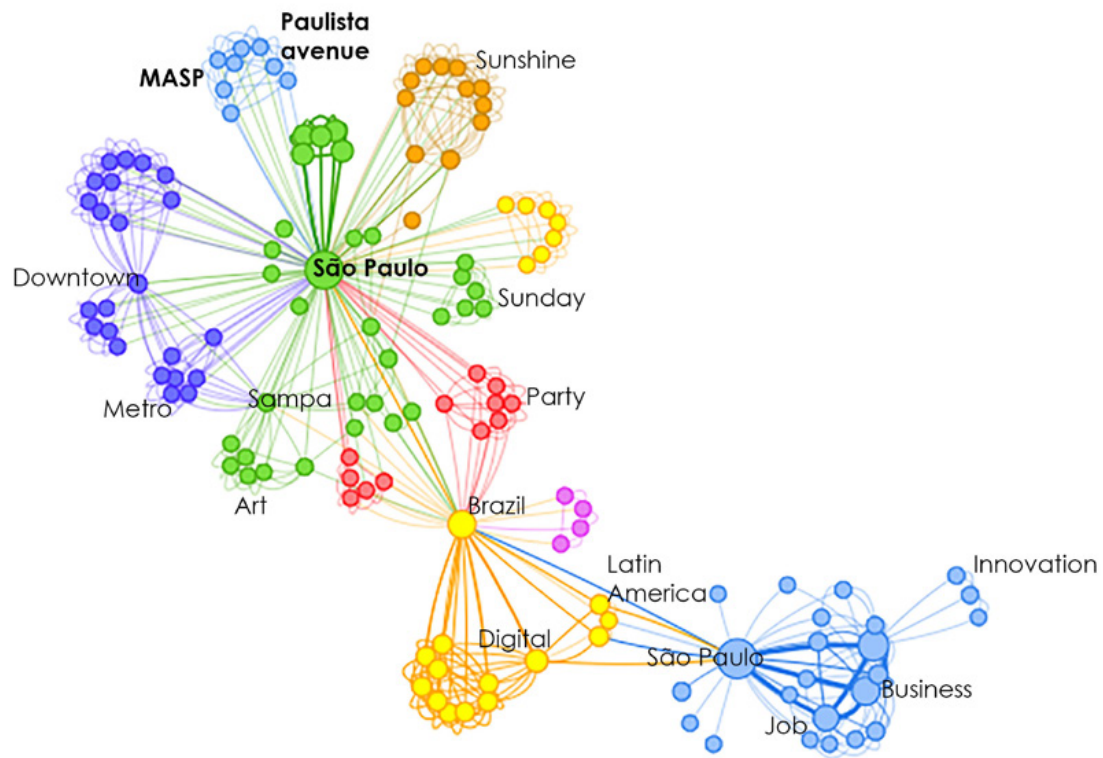 Paulista
avenue
MASP
Sunshine
São Paulo
Downtown
Sunday
Metro
Sampa
Party
Art
Brazil
Latin
America
Innovation
Digital
São Paulo
Business
Job